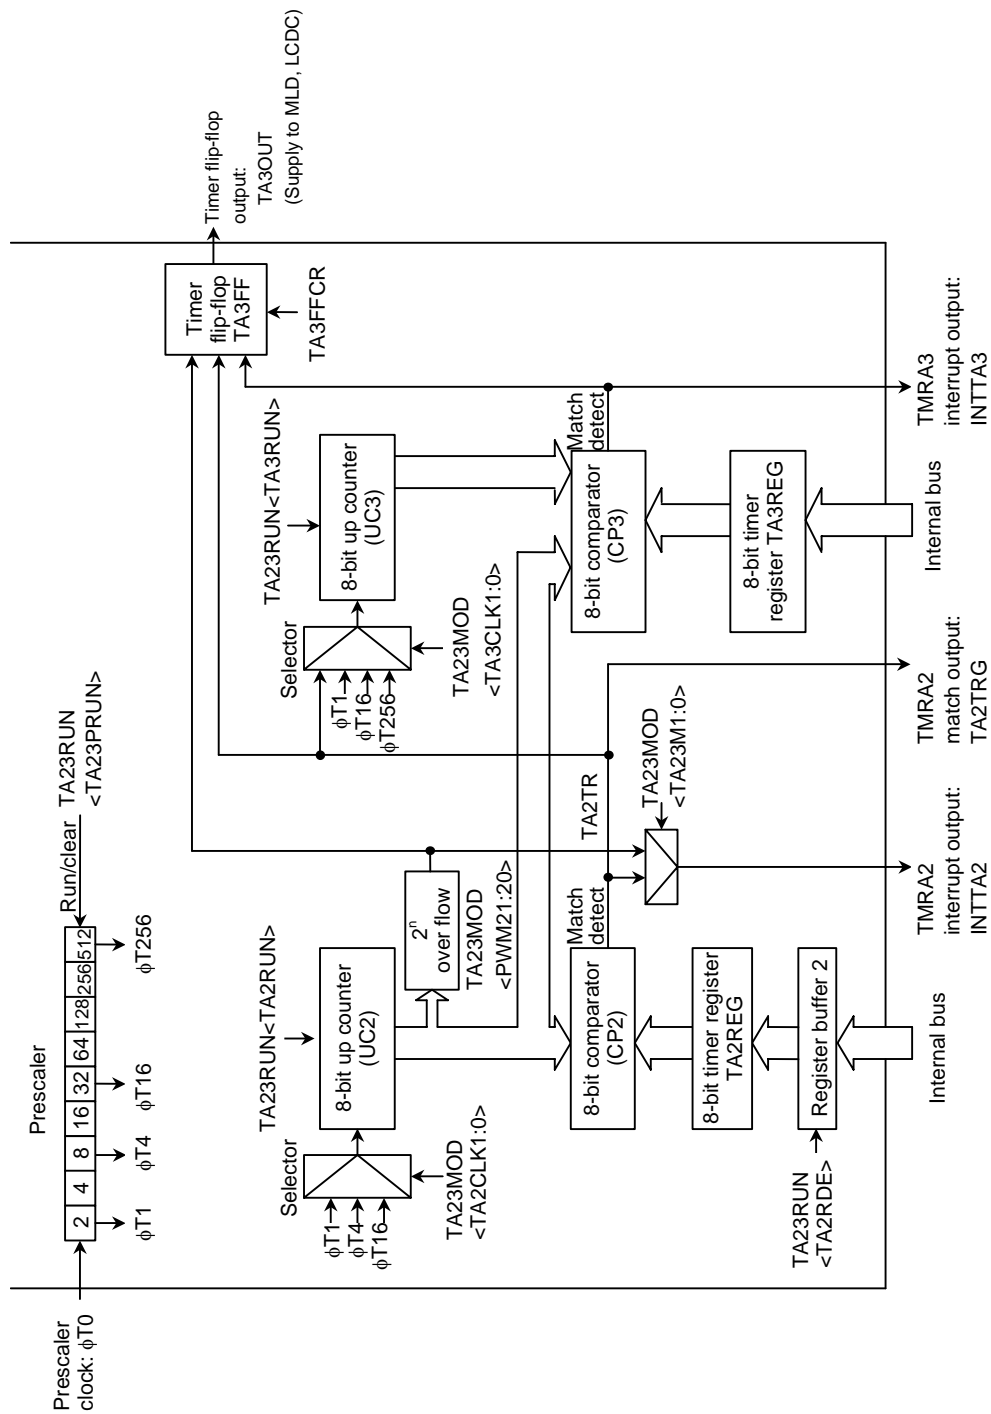 Prescaler
clock: ϕT0
Prescaler
2 4 8 16 32 64 128 256 512
Run/clear
TA23RUN
<TA23PRUN>
ϕT1
ϕT4
ϕT16
ϕT256
Selector
ϕT1
ϕT4
ϕT16
TA23MOD
<TA2CLK1:0>
TA23RUN<TA2RUN>
8-bit up counter
(UC2)
2ⁿ
over flow
TA23MOD
<PWM21:20>
Selector
ϕT1
ϕT16
ϕT256
TA23MOD
<TA3CLK1:0>
TA23RUN<TA3RUN>
8-bit up counter
(UC3)
Timer
flip-flop
TA3FF
TA3FFCR
Timer flip-flop
output:
TA3OUT
(Supply to MLD, LCDC)
8-bit comparator
(CP2)
Match
detect
TA2TR
TA23MOD
<TA23M1:0>
8-bit comparator
(CP3)
Match
detect
8-bit timer register
TA2REG
Register buffer 2
TA23RUN
<TA2RDE>
8-bit timer
register TA3REG
Internal bus
TMRA2
interrupt output:
INTTA2
TMRA2
match output:
TA2TRG
Internal bus
TMRA3
interrupt output:
INTTA3